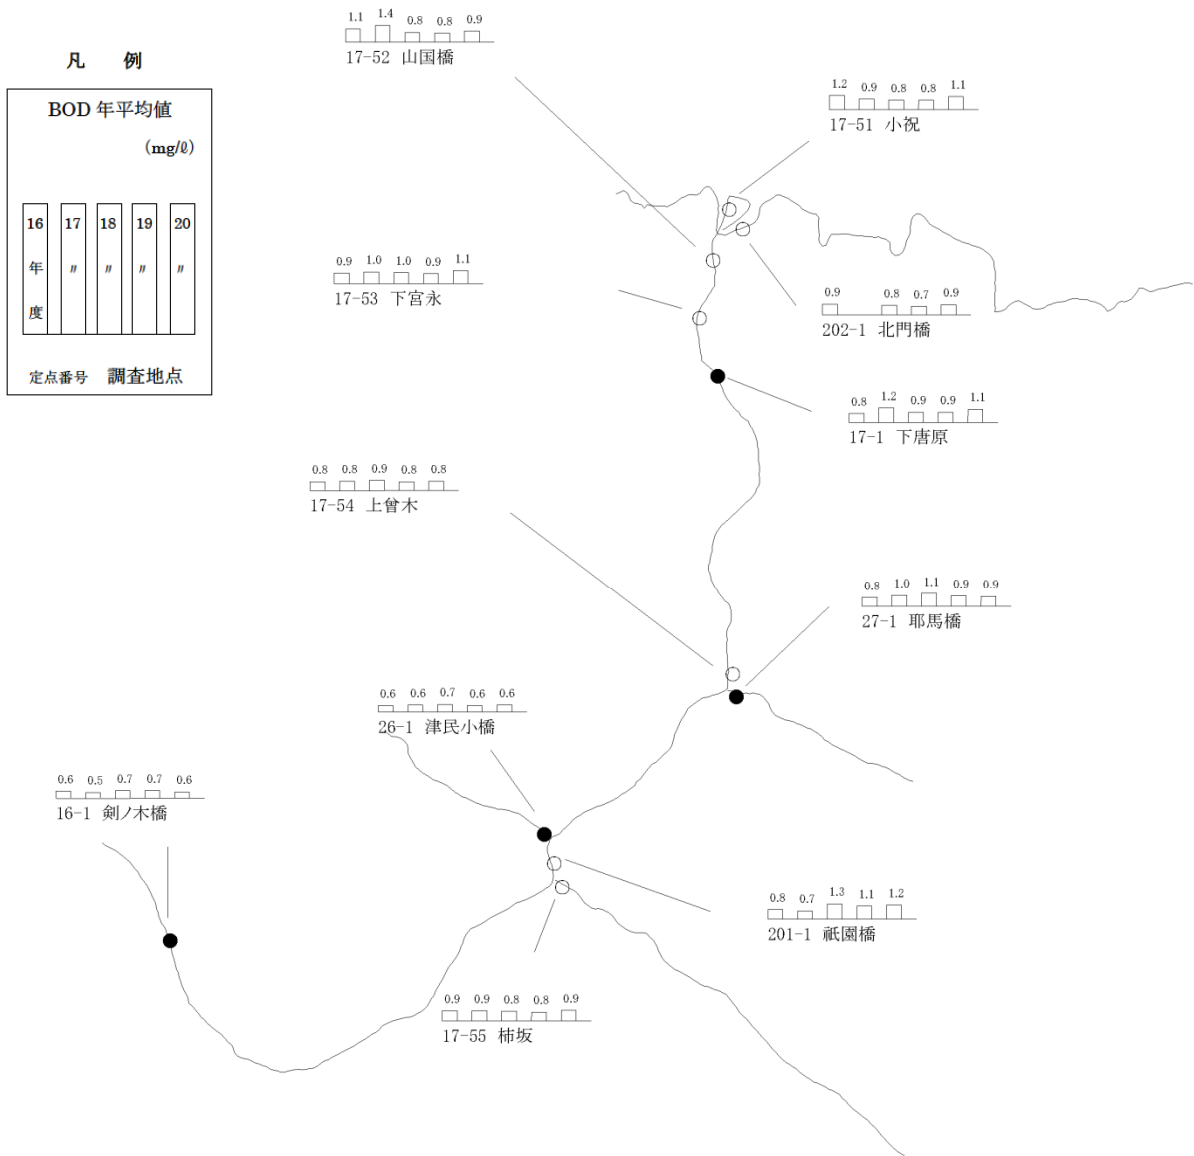 凡 例
BOD 年平均値
(mg/ℓ)
16 17 18 19 20
年 〃 〃 〃 〃
度
定点番号 調査地点
1.1 1.4 0.8 0.8 0.9
17-52 山国橋
1.2 0.9 0.8 0.8 1.1
17-51 小祝
0.9 1.0 1.0 0.9 1.1
17-53 下宮永
0.9 0.8 0.7 0.9
202-1 北門橋
0.8 1.2 0.9 0.9 1.1
17-1 下唐原
0.8 0.8 0.9 0.8 0.8
17-54 上曾木
0.8 1.0 1.1 0.9 0.9
27-1 耶馬橋
0.6 0.6 0.7 0.6 0.6
26-1 津民小橋
0.6 0.5 0.7 0.7 0.6
16-1 剣ノ木橋
0.8 0.7 1.3 1.1 1.2
201-1 祇園橋
0.9 0.9 0.8 0.8 0.9
17-55 柿坂